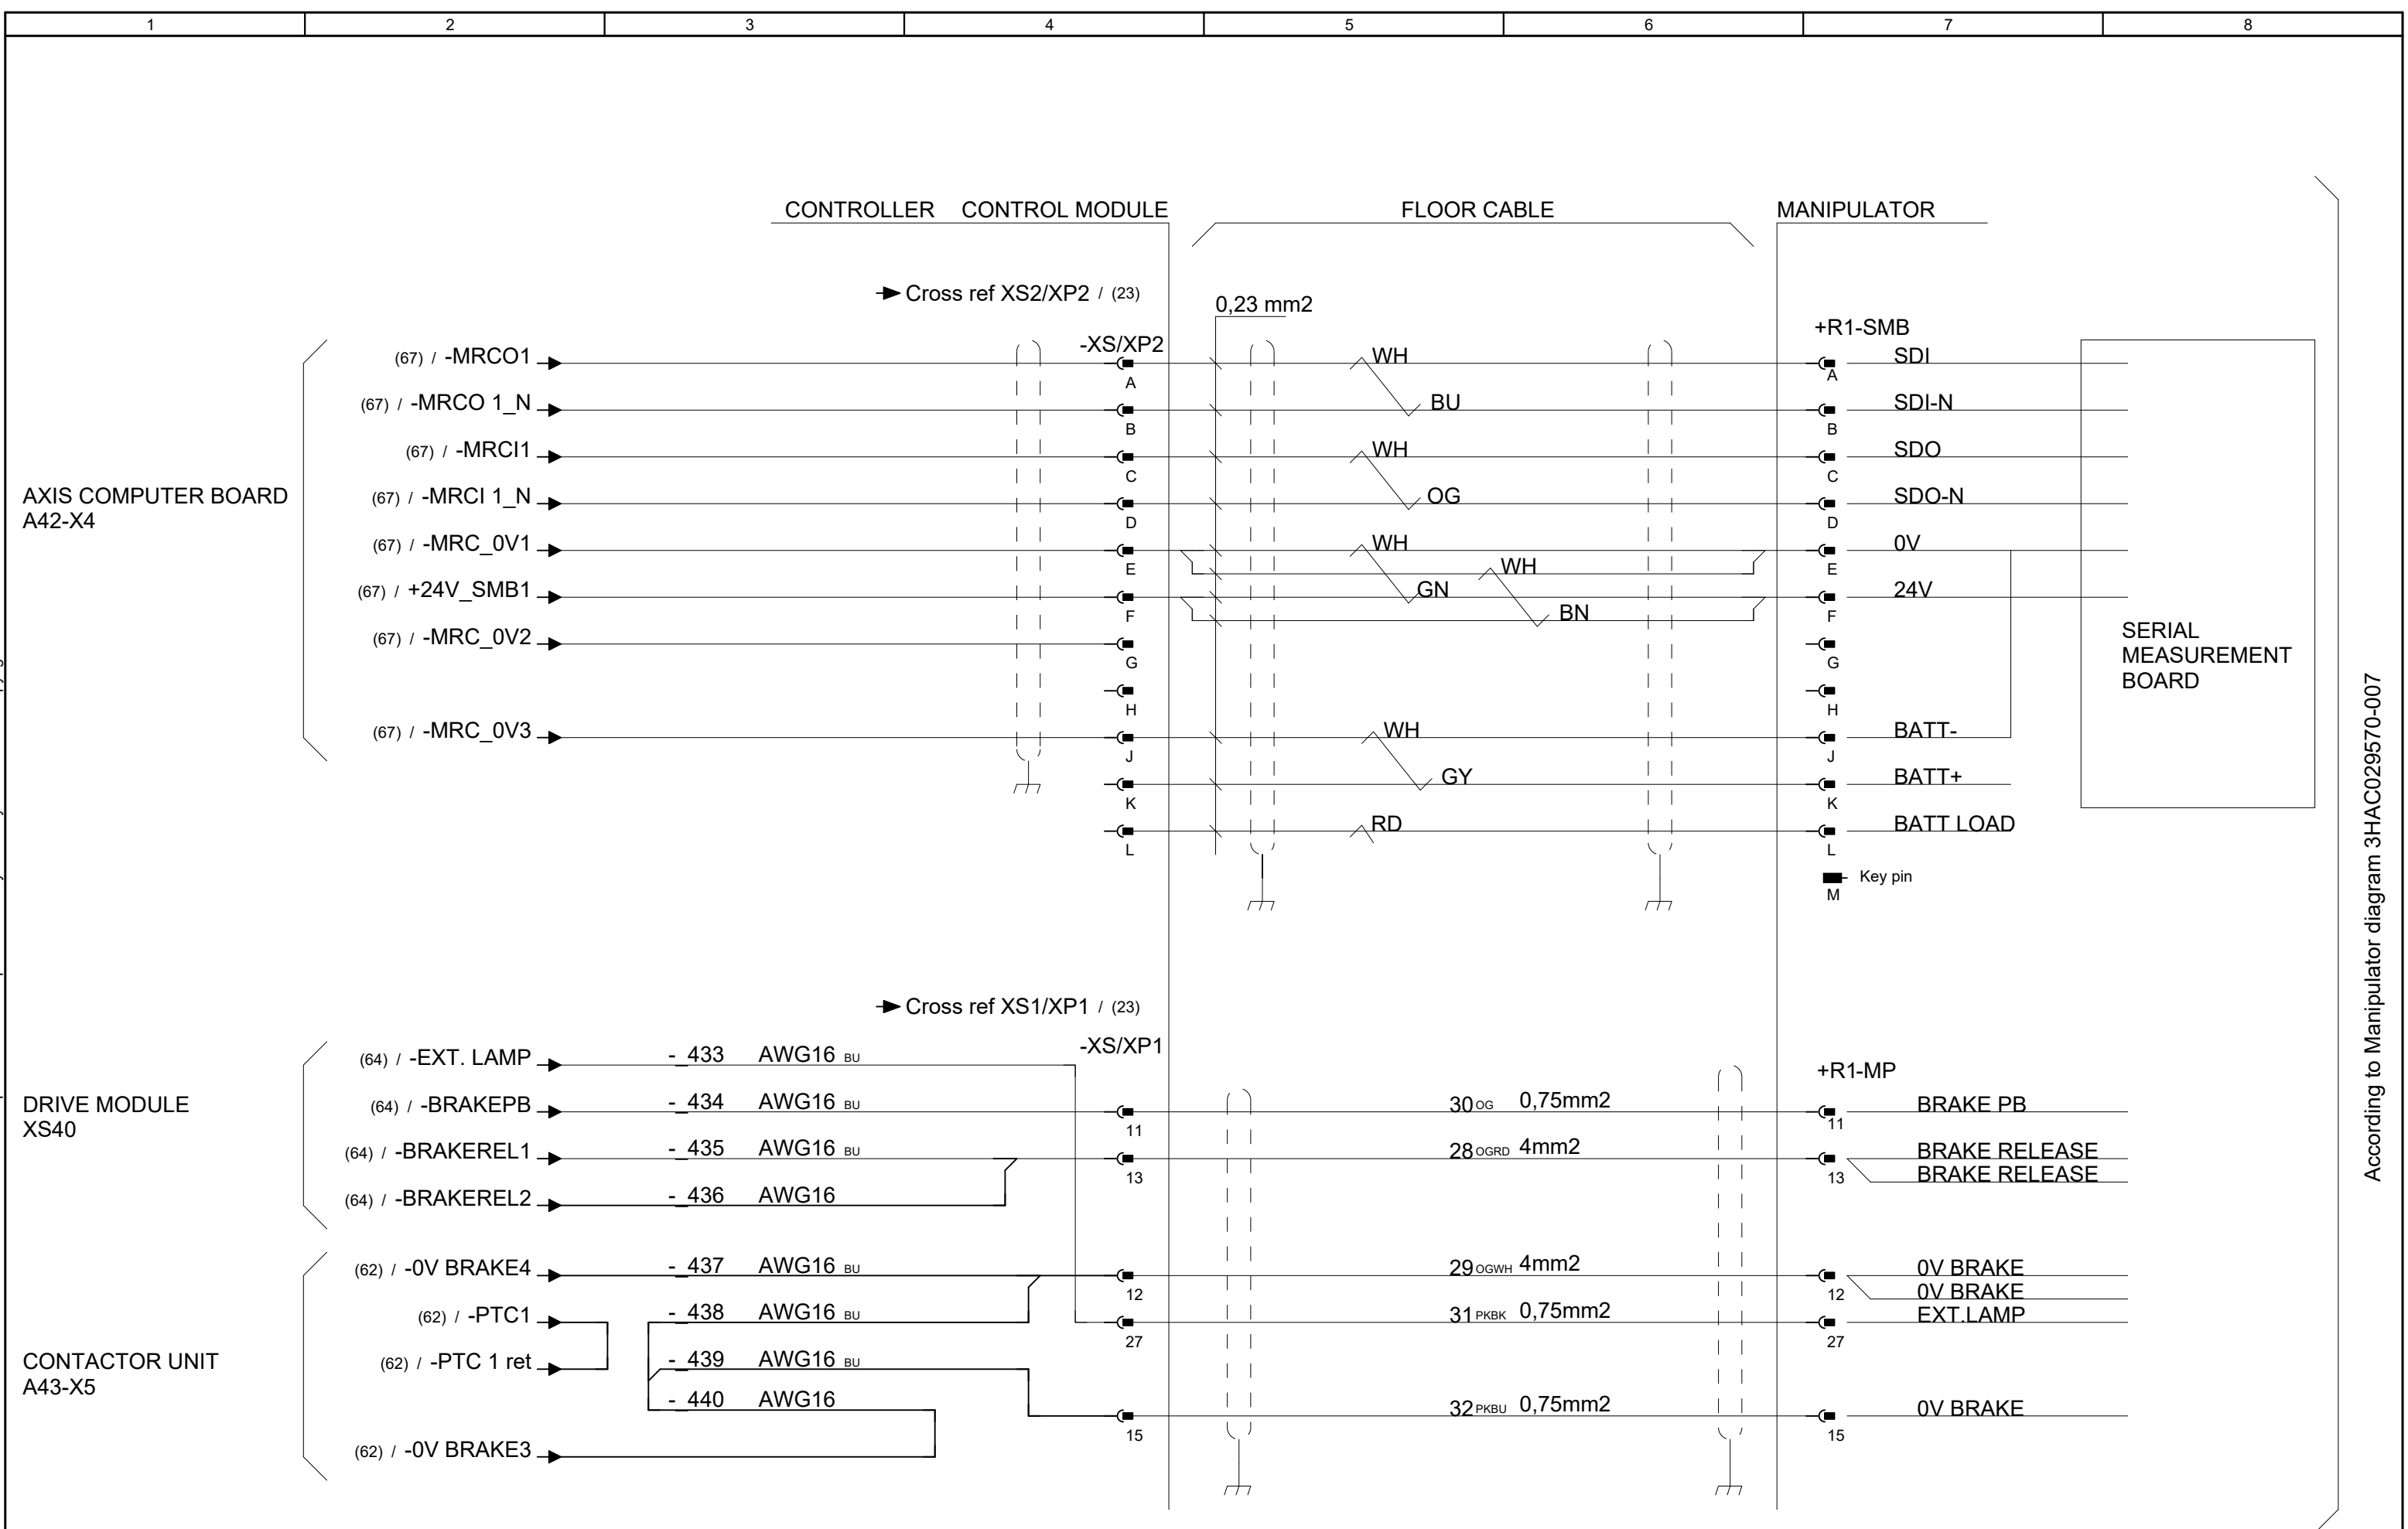 1 2 3 4 5 6 7 8
CONTROLLER CONTROL MODULE FLOOR CABLE MANIPULATOR
Cross ref XS2/XP2 / (23)
0,23 mm2
-XS/XP2 +R1-SMB
(67) / -MRCO1 A WH A SDI
(67) / -MRCO 1_N B BU B SDI-N
(67) / -MRCI1 C WH C SDO
AXIS COMPUTER BOARD
A42-X4
(67) / -MRCI 1_N D OG D SDO-N
(67) / -MRC_0V1 E WH WH E 0V
(67) / +24V_SMB1 F GN BN F 24V
(67) / -MRC_0V2 G G
SERIAL
MEASUREMENT
BOARD
H H
(67) / -MRC_0V3 J WH J BATT-
K GY K BATT+
L RD L BATT LOAD
Key pin
M
According to Manipulator diagram 3HAC029570-007
Cross ref XS1/XP1 / (23)
-XS/XP1 +R1-MP
(64) / -EXT. LAMP - 433 AWG16 BU
DRIVE MODULE
XS40
(64) / -BRAKEPB - 434 AWG16 BU 11 30 OG 0,75mm2 11 BRAKE PB
(64) / -BRAKEREL1 - 435 AWG16 BU 13 28 OGRD 4mm2 13 BRAKE RELEASE
BRAKE RELEASE
(64) / -BRAKEREL2 - 436 AWG16
(62) / -0V BRAKE4 - 437 AWG16 BU 12 29 OGWH 4mm2 12 0V BRAKE
0V BRAKE
(62) / -PTC1 - 438 AWG16 BU 27 31 PKBK 0,75mm2 27 EXT.LAMP
CONTACTOR UNIT
A43-X5
(62) / -PTC 1 ret - 439 AWG16 BU
- 440 AWG16 15 32 PKBU 0,75mm2 15 0V BRAKE
(62) / -0V BRAKE3